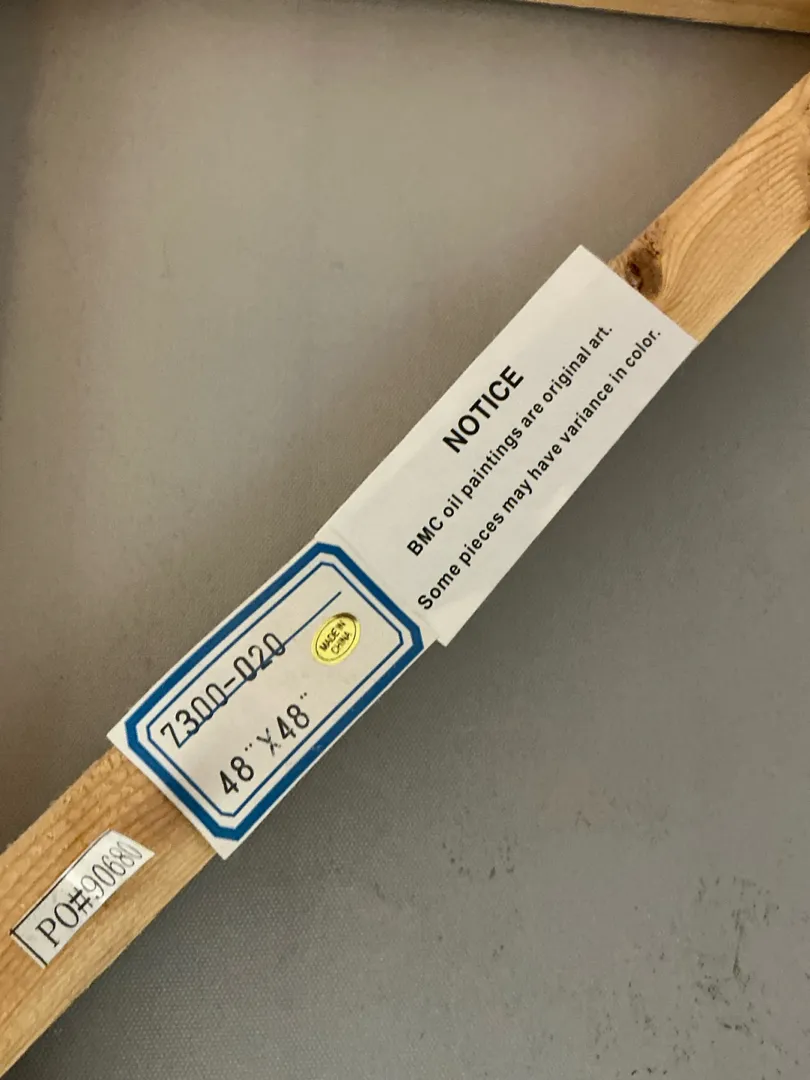 NOTICE
BMC oil paintings are original art.
Some pieces may have variance in color.
MADE IN
CHINA
Z300-020
48"X48"
PO#90680